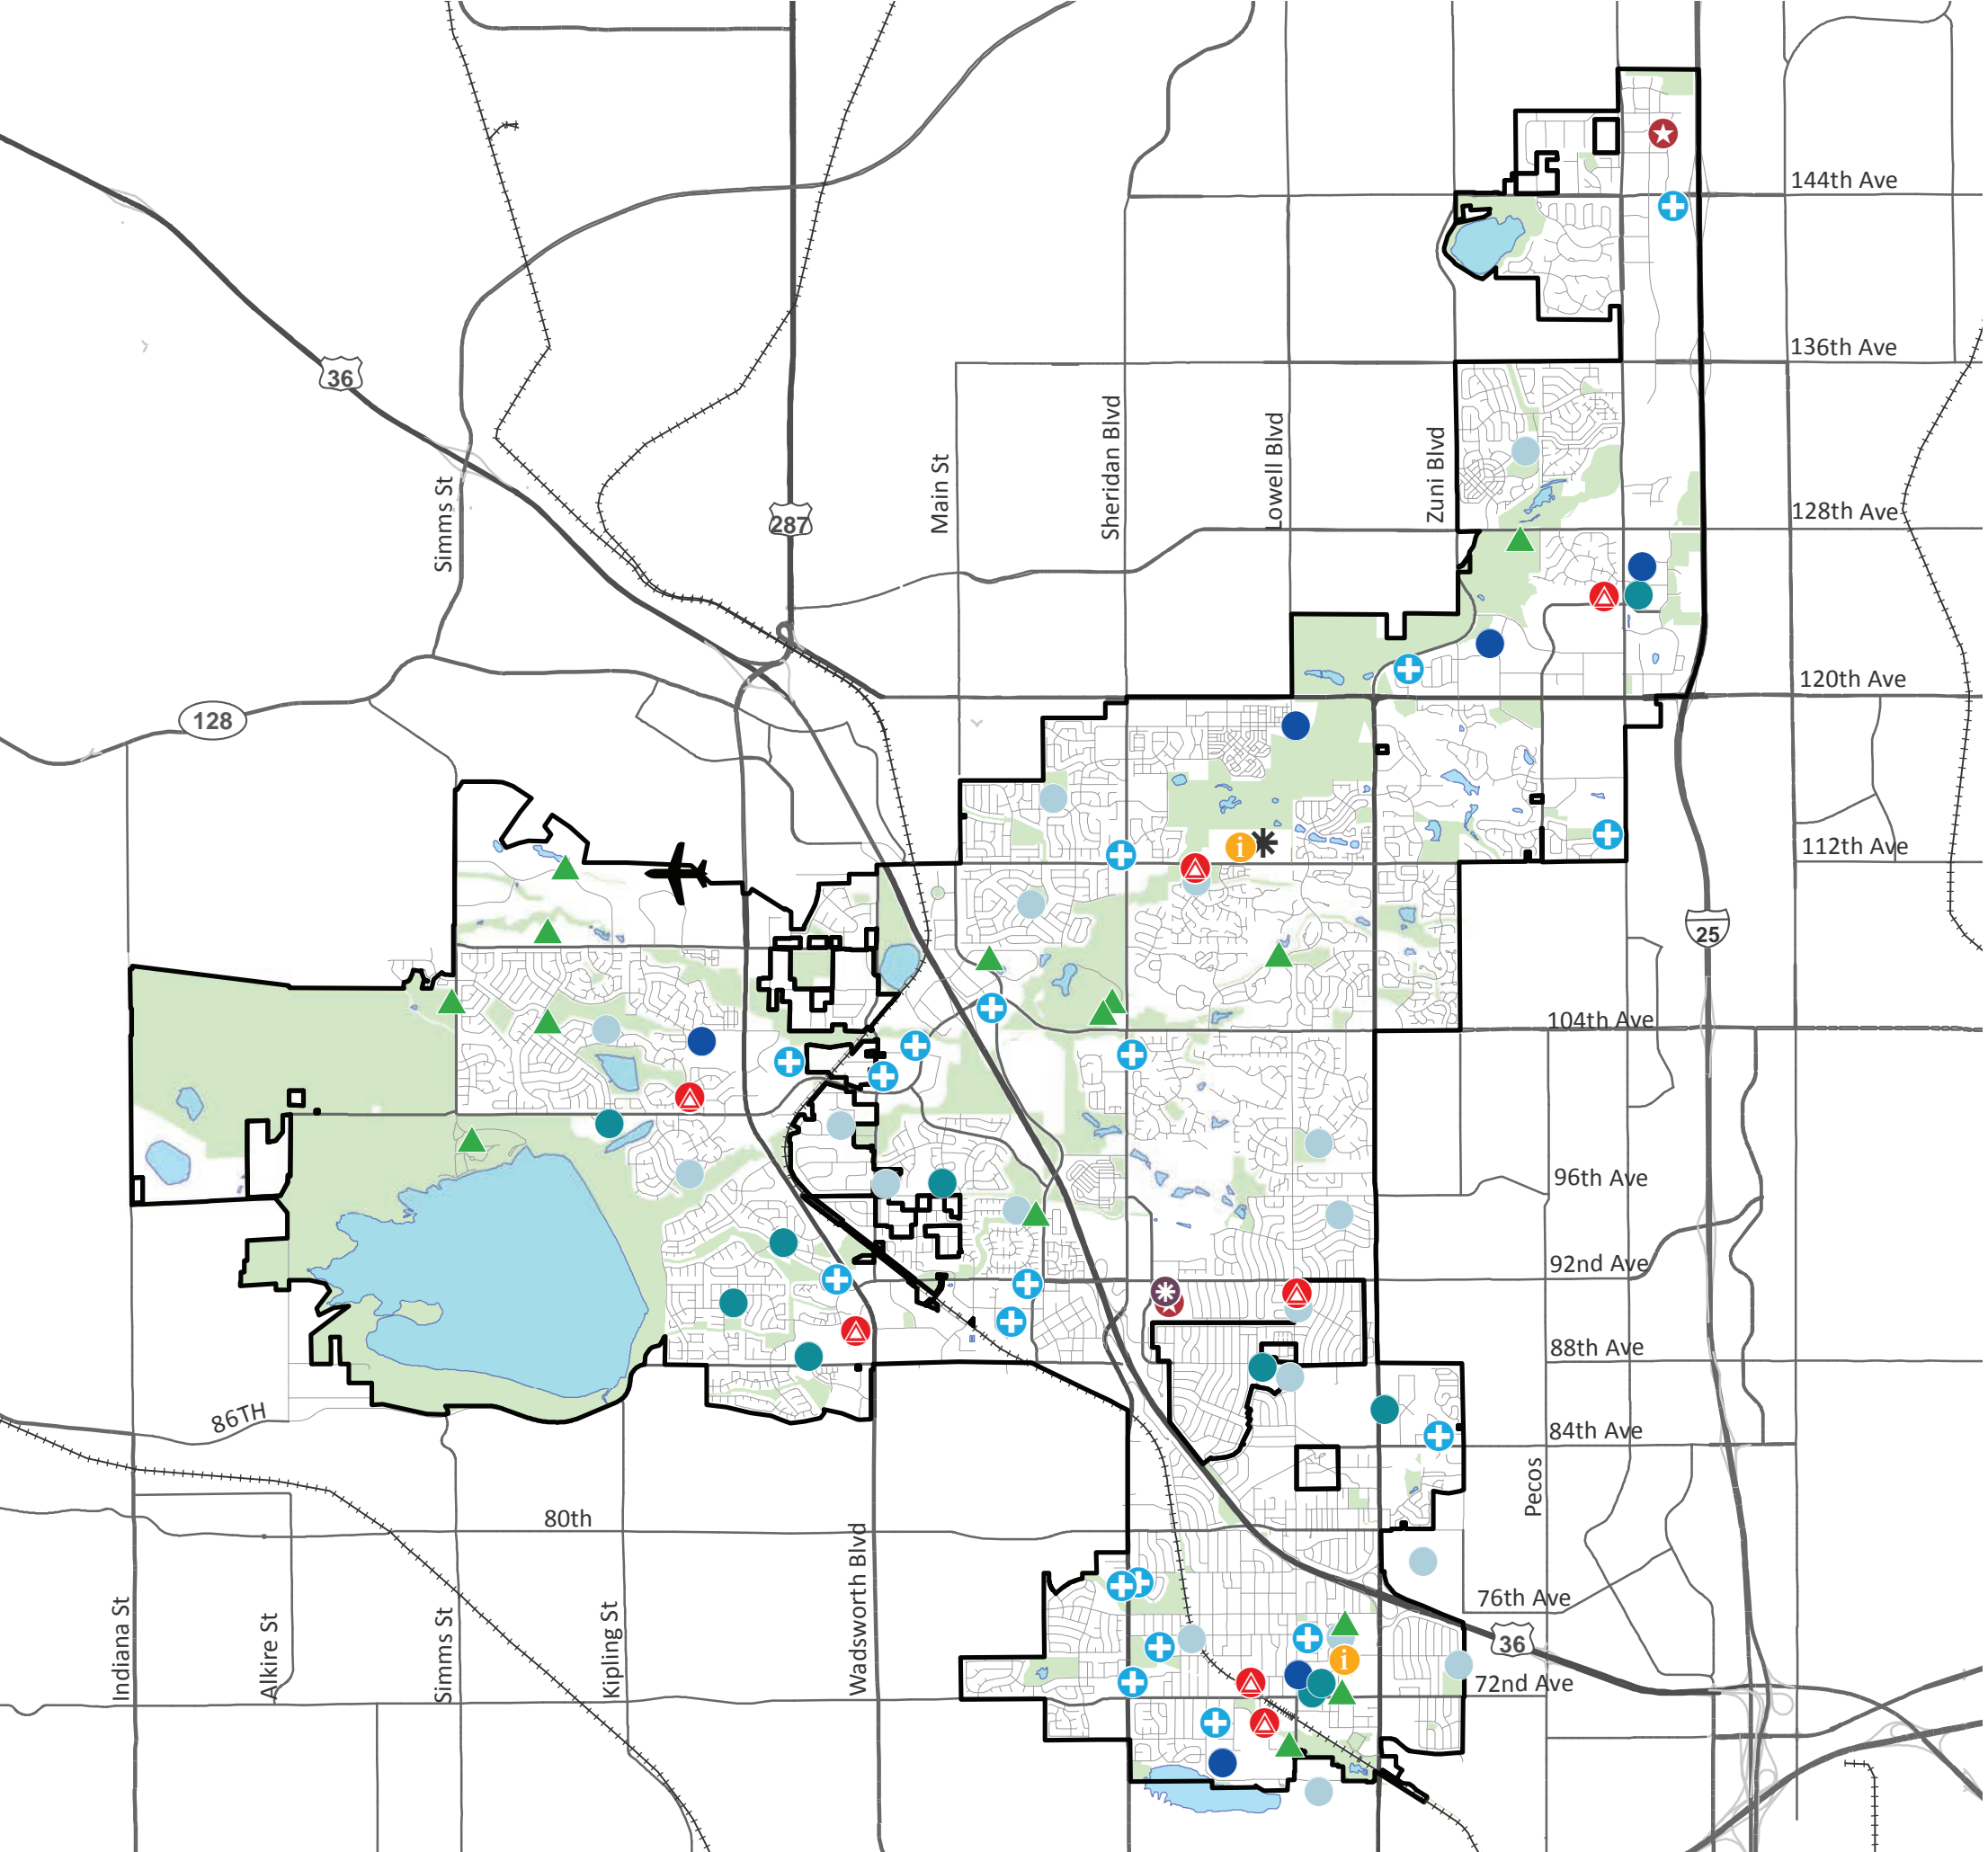 144th Ave
136th Ave
36
Sheridan Blvd
Lowell Blvd
Zuni Blvd
Main St
Simms St
287
128th Ave
120th Ave
128
112th Ave
i
25
104th Ave
96th Ave
92nd Ave
88th Ave
86TH
84th Ave
Pecos
80th
Wadsworth Blvd
76th Ave
Indiana St
Alkire St
Simms St
Kipling St
36
i
72nd Ave